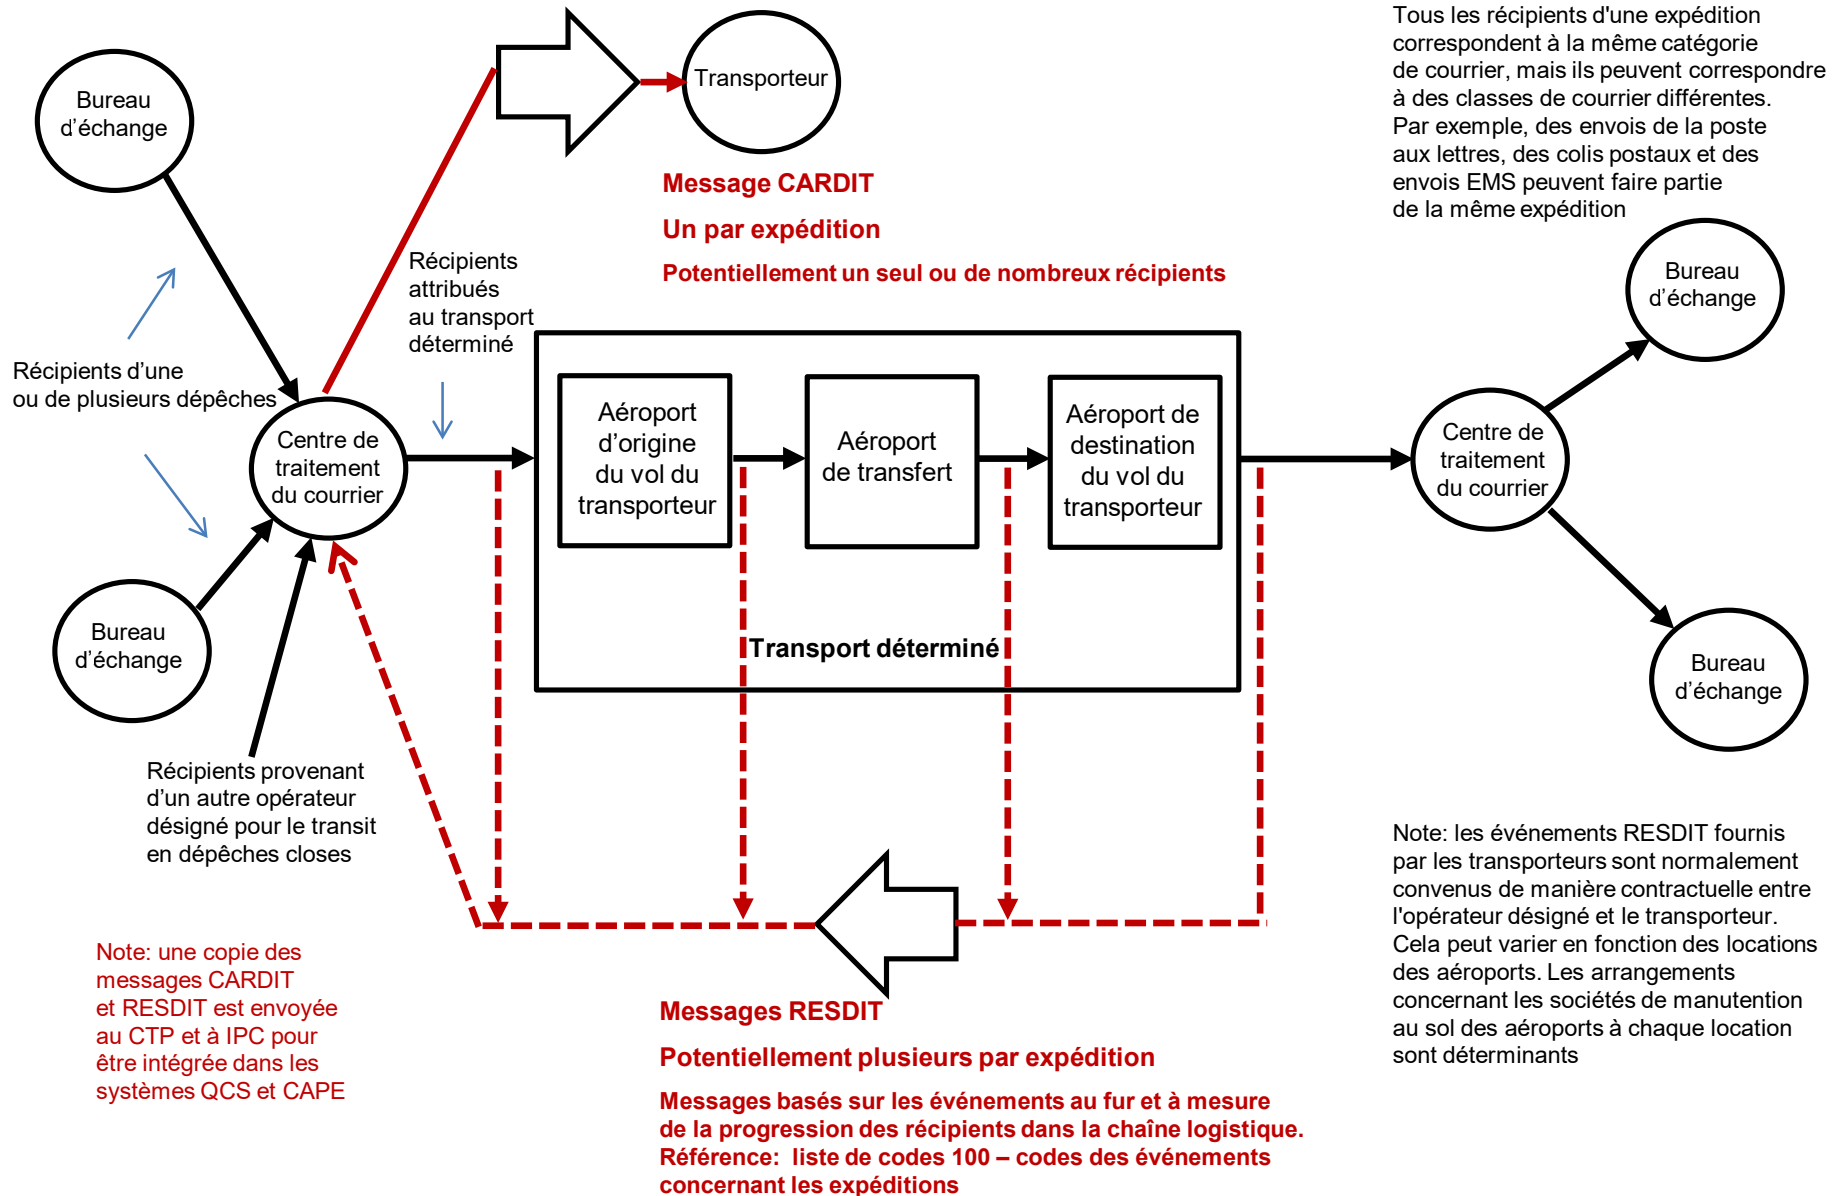 Bureau
d'échange
Transporteur
Tous les récipients d'une expédition
correspondent à la même catégorie
de courrier, mais ils peuvent correspondre
à des classes de courrier différentes.
Par exemple, des envois de la poste
aux lettres, des colis postaux et des
envois EMS peuvent faire partie
de la même expédition
Message CARDIT
Un par expédition
Potentiellement un seul ou de nombreux récipients
Récipients
attribués
au transport
déterminé
Bureau
d’échange
Récipients d’une
ou de plusieurs dépêches
Centre de
traitement
du courrier
Aéroport
d’origine
du vol du
transporteur
Aéroport
de transfert
Aéroport de
destination
du vol du
transporteur
Centre de
traitement
du courrier
Transport déterminé
Bureau
d’échange
Bureau
d’échange
Récipients provenant
d’un autre opérateur
désigné pour le transit
en dépêches closes
Note: une copie des
messages CARDIT
et RESDIT est envoyée
au CTP et à IPC pour
être intégrée dans les
systèmes QCS et CAPE
Messages RESDIT
Potentiellement plusieurs par expédition
Messages basés sur les événements au fur et à mesure
de la progression des récipients dans la chaîne logistique.
Référence: liste de codes 100 – codes des événements
concernant les expéditions
Note: les événements RESDIT fournis
par les transporteurs sont normalement
convenus de manière contractuelle entre
l'opérateur désigné et le transporteur.
Cela peut varier en fonction des locations
des aéroports. Les arrangements
concernant les sociétés de manutention
au sol des aéroports à chaque location
sont déterminants